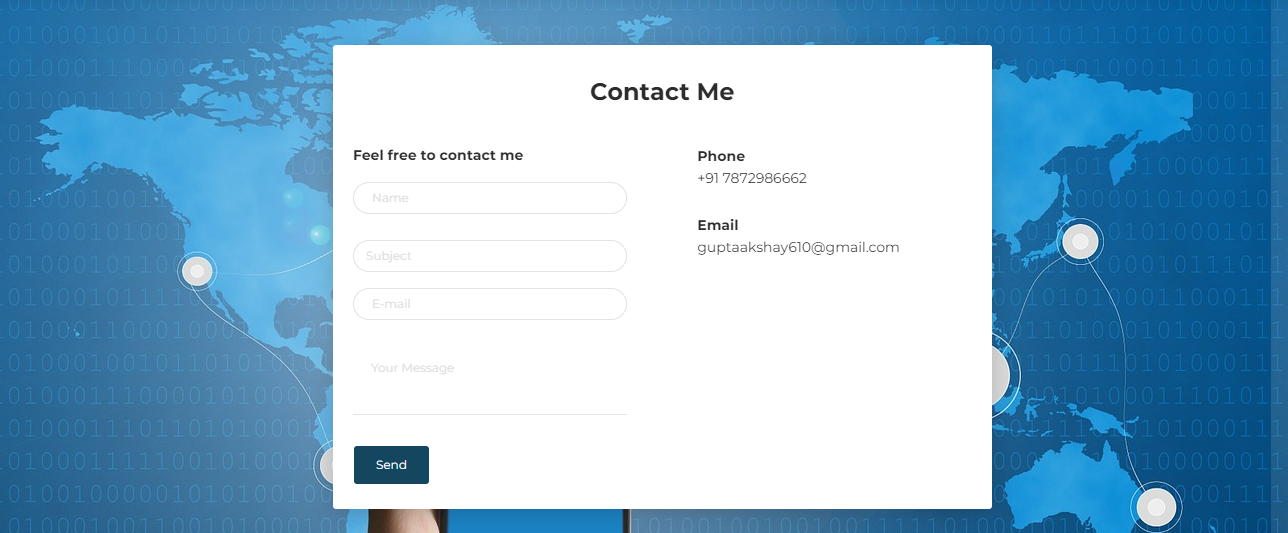 Contact Me
Feel free to contact me
Name
Subject
E-mail
Your Message
Send
Phone
+91 7872986662
Email
guptaakshay610@gmail.com